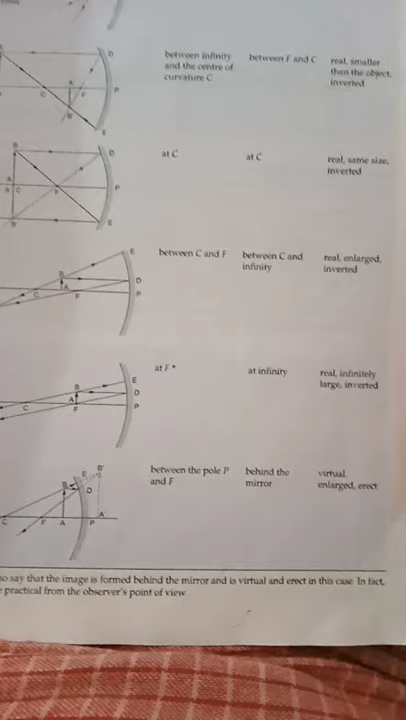 between infinity
and the centre of
curvature C
between F and C
real, smaller
than the object,
inverted
A
D
C
F
P
B'
E
at C
at C
real, same size,
inverted
B
D
A
A' C
F
P
B'
E
between C and F
between C and
infinity
real, enlarged,
inverted
E
B
D
C
A
F
P
at F *
at infinity
real, infinitely
large, inverted
E
B
D
A
C
F
P
between the pole P
and F
behind the
mirror
virtual,
enlarged, erect
B'
E
B
D
A'
C
F
A
P
so say that the image is formed behind the mirror and is virtual and erect in this case. In fact,
practical from the observer's point of view.